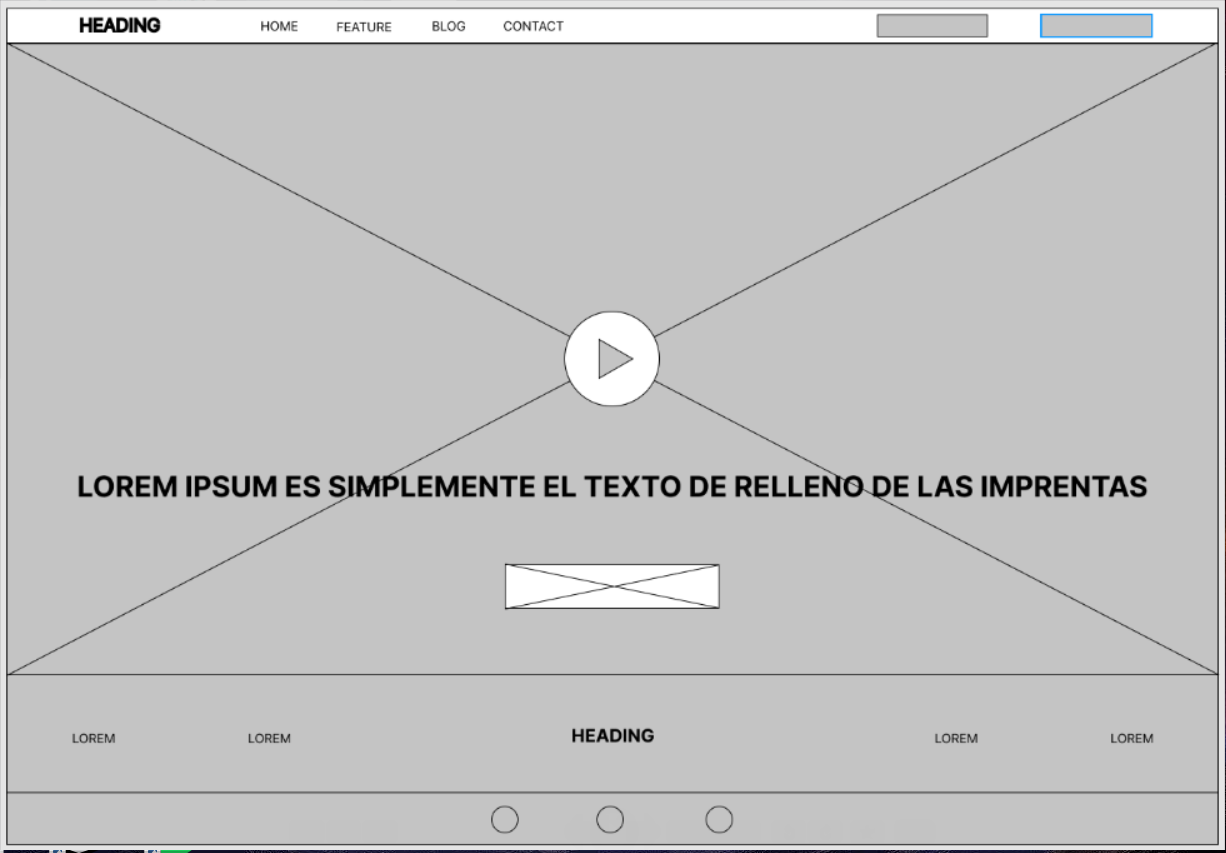 HEADING HOME FEATURE BLOG CONTACT
LOREM IPSUM ES SIMPLEMENTE EL TEXTO DE RELLENO DE LAS IMPRENTAS
LOREM LOREM HEADING LOREM LOREM